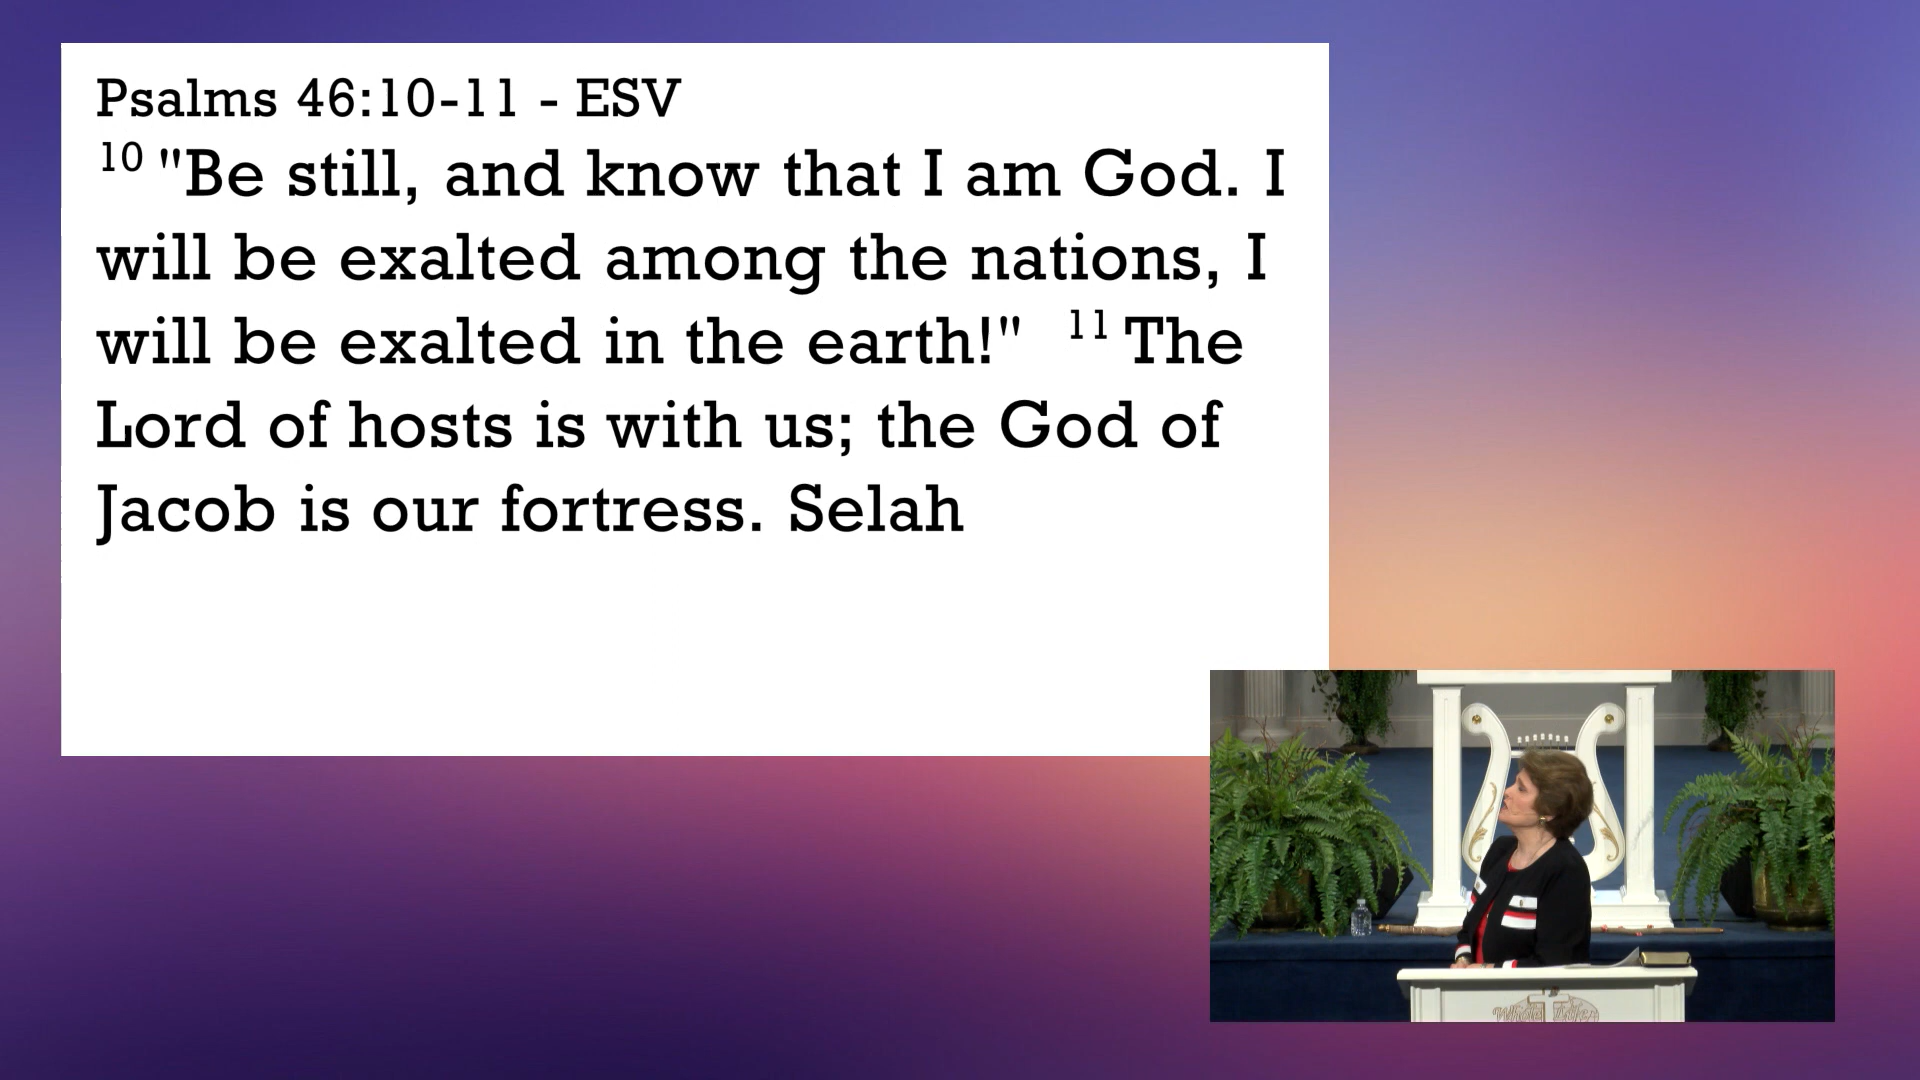 Psalms 46:10-11 - ESV
10 "Be still, and know that I am God. I
will be exalted among the nations, I
will be exalted in the earth!" 11 The
Lord of hosts is with us; the God of
Jacob is our fortress. Selah
Whole